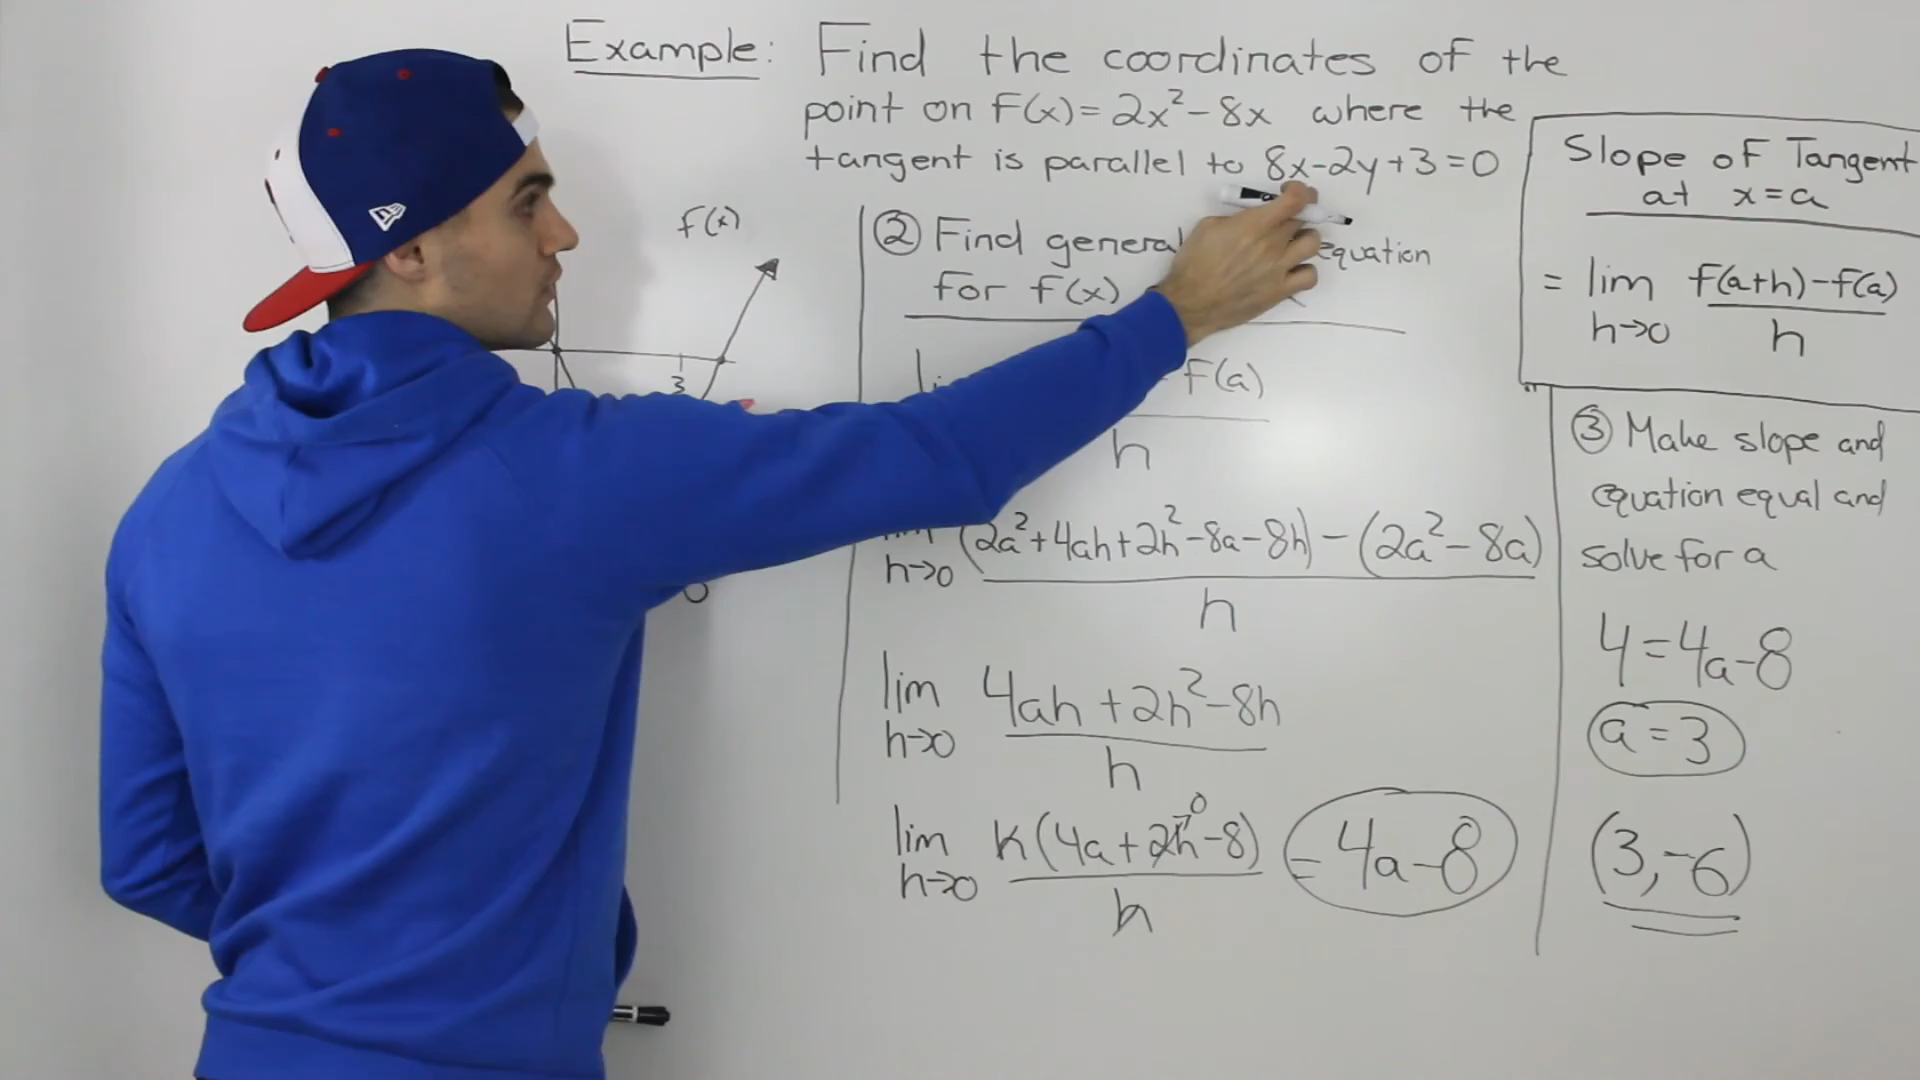 Example: Find the coordinates of the
point on f(x) = 2x² - 8x where the
tangent is parallel to 8x-2y+3=0
f(x)
3
② Find general equation
for f(x)
f(a)
h
lim (2a²+4ah+2h²-8a-8h) - (2a²-8a)
h→0 h
lim 4ah+2h²-8h
h→0 h
lim h(4a+2h-8) = 4a-8
0
h→0 h
Slope of Tangent
at x=a
= lim f(a+h)-f(a)
h→0 h
③ Make slope and
equation equal and
solve for a
4=4a-8
a=3
(3,-6)